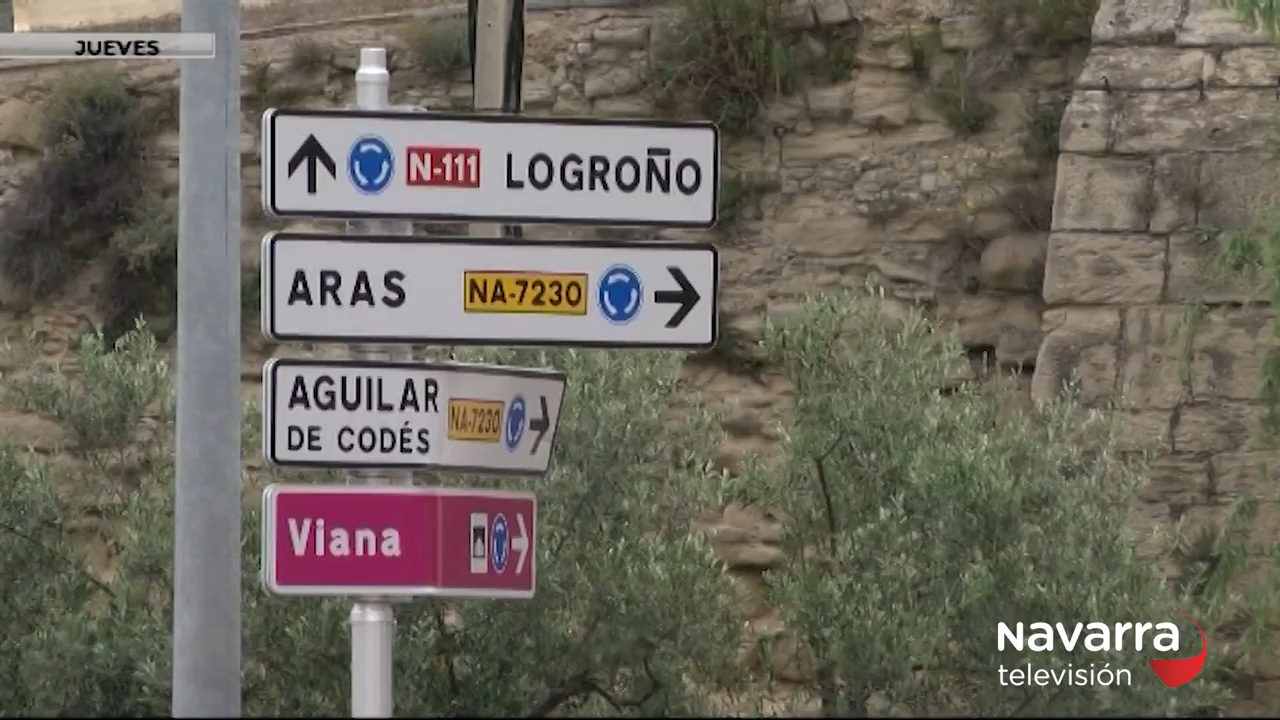 JUEVES
N-111 LOGROÑO
ARAS NA-7230
AGUILAR
DE CODÉS NA-7230
Viana
Navarra
televisión